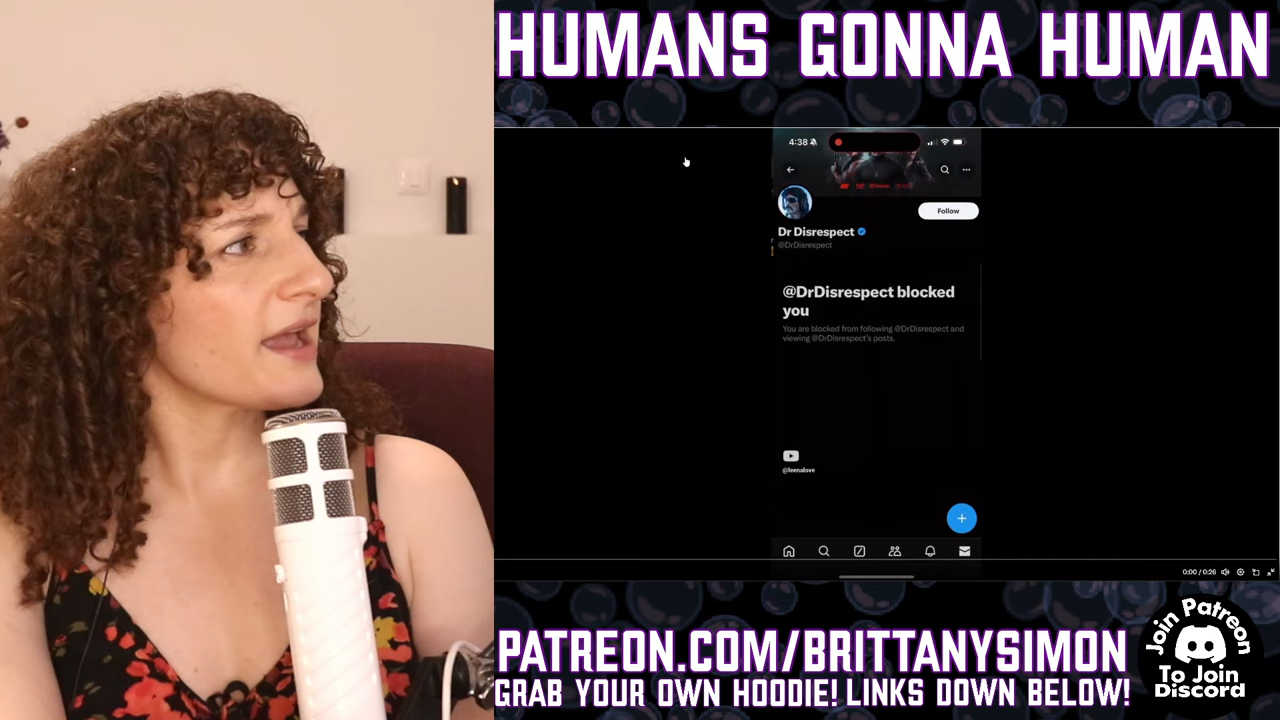 HUMANS GONNA HUMAN
4:38
Follow
Dr Disrespect
@DrDisrespect
@DrDisrespect blocked
you
You are blocked from following @DrDisrespect and
viewing @DrDisrespect's posts.
@leenalove
0:00 / 0:26
PATREON.COM/BRITTANYSIMON
GRAB YOUR OWN HOODIE! LINKS DOWN BELOW!
Join Patreon
To Join
Discord